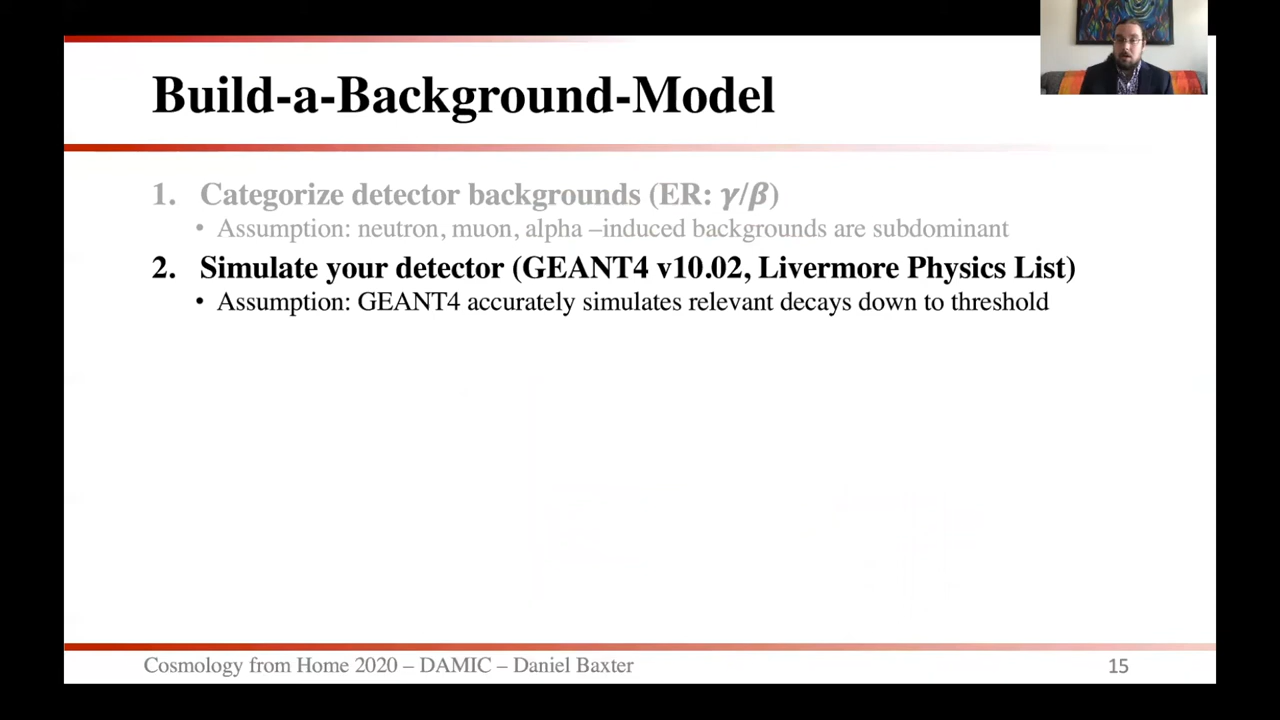 Build-a-Background-Model
1. Categorize detector backgrounds (ER: γ/β)
• Assumption: neutron, muon, alpha –induced backgrounds are subdominant
2. Simulate your detector (GEANT4 v10.02, Livermore Physics List)
• Assumption: GEANT4 accurately simulates relevant decays down to threshold
Cosmology from Home 2020 – DAMIC – Daniel Baxter
15